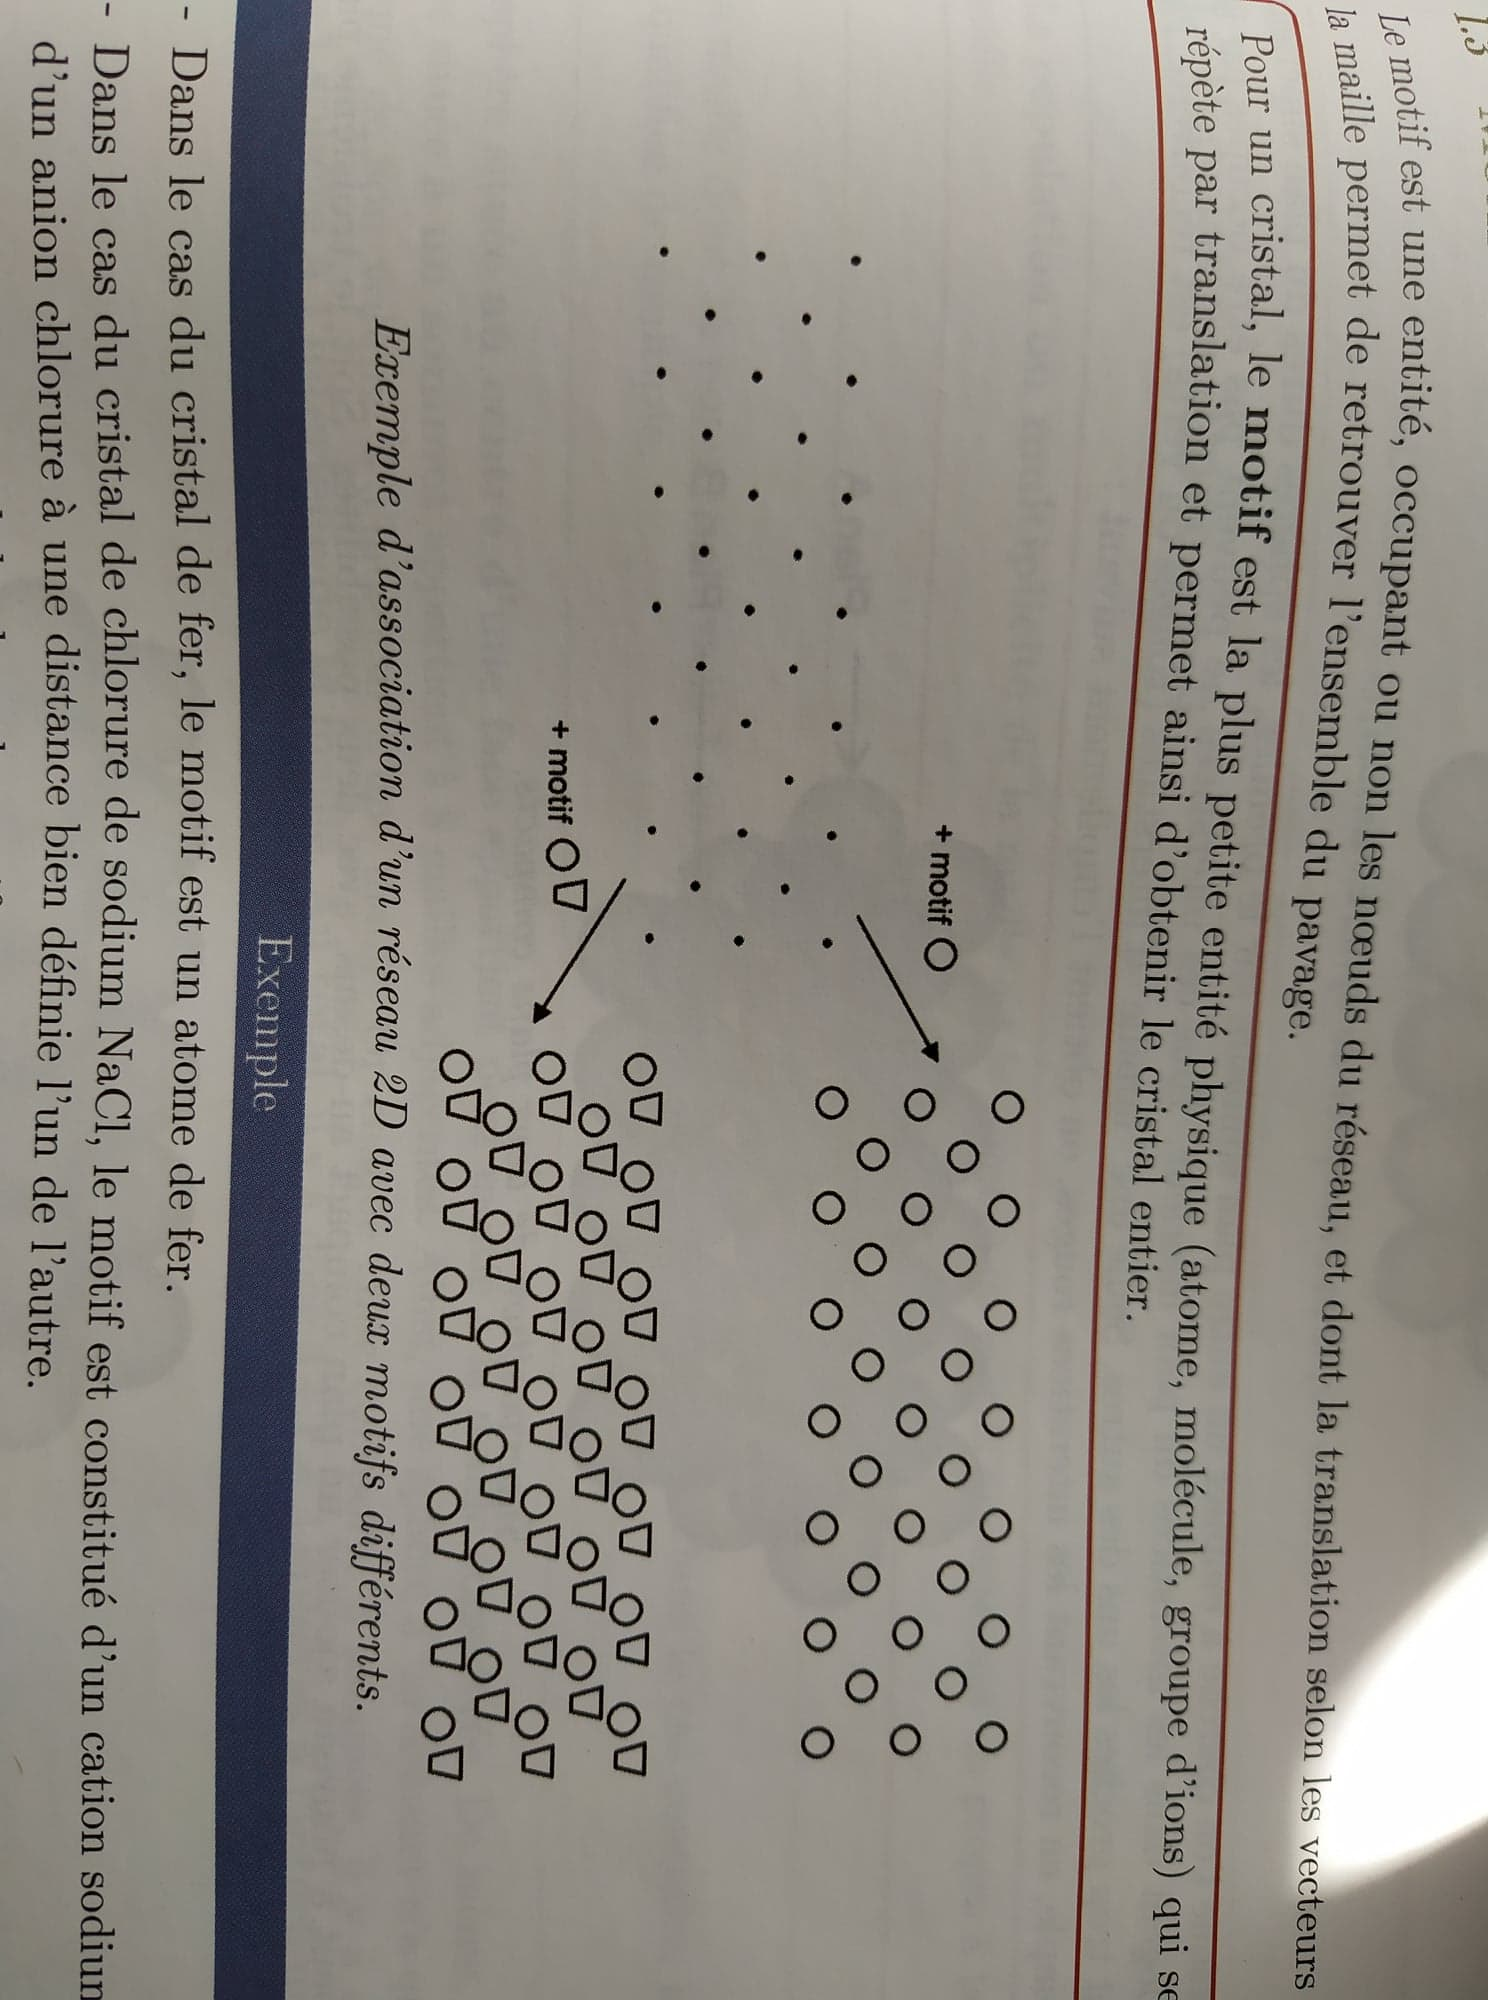 1.3
Le motif est une entité, occupant ou non les nœuds du réseau, et dont la translation selon les vecteurs
la maille permet de retrouver l'ensemble du pavage.
Pour un cristal, le motif est la plus petite entité physique (atome, molécule, groupe d'ions) qui se
répète par translation et permet ainsi d'obtenir le cristal entier.
+ motif
+ motif
Exemple d'association d'un réseau 2D avec deux motifs différents.
Exemple
- Dans le cas du cristal de fer, le motif est un atome de fer.
- Dans le cas du cristal de chlorure de sodium NaCl, le motif est constitué d'un cation sodium
d'un anion chlorure à une distance bien définie l'un de l'autre.